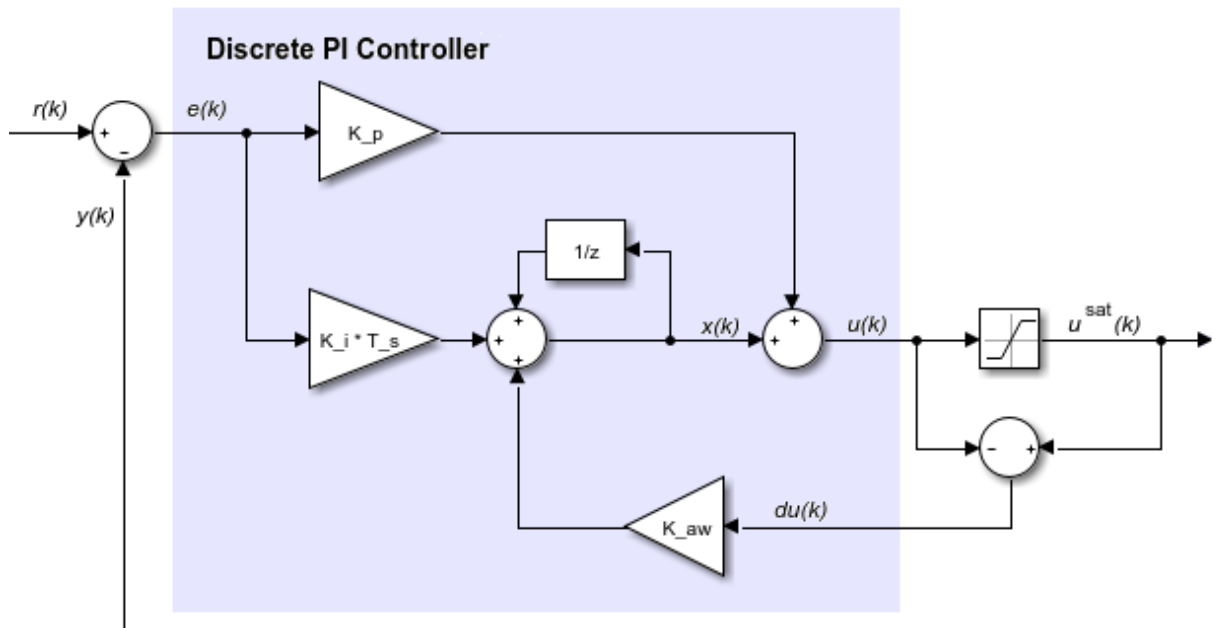 Discrete PI Controller
r(k)
+
-
e(k)
K_p
y(k)
1/z
K_i * T_s
+
+
+
x(k)
+
+
u(k)
u^sat(k)
-
+
K_aw
du(k)